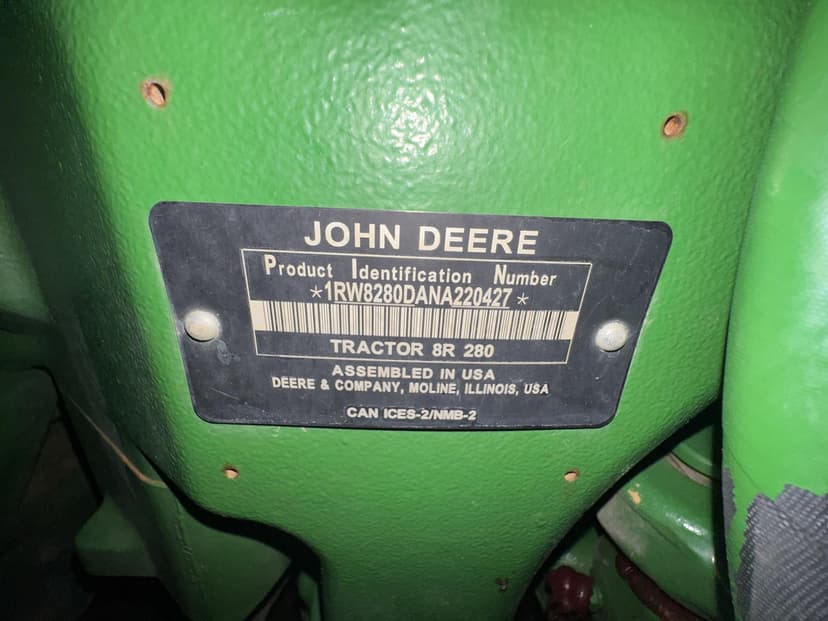 JOHN DEERE
Product Identification Number
*1RW8280DANA220427*
TRACTOR 8R 280
ASSEMBLED IN USA
DEERE & COMPANY, MOLINE, ILLINOIS, USA
CAN ICES-2/NMB-2